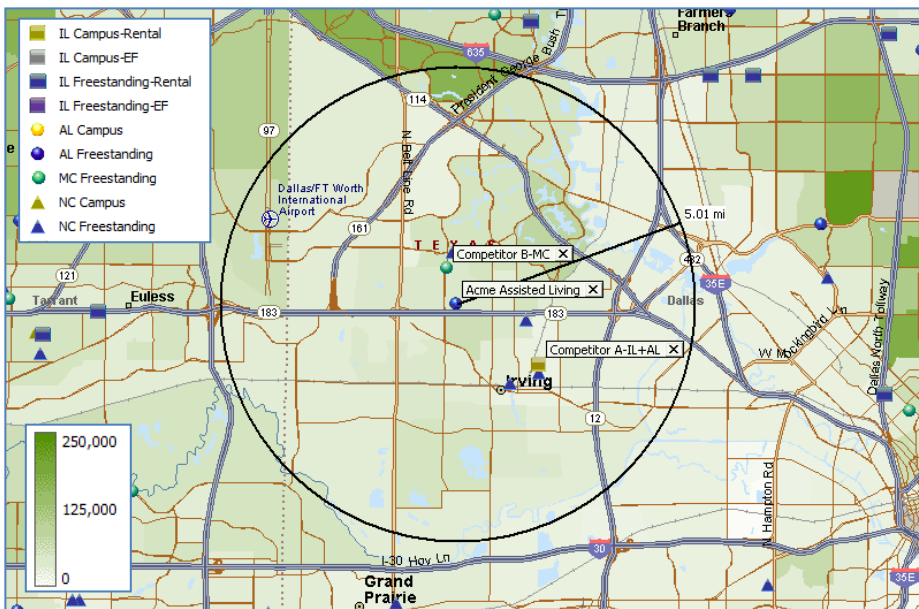 IL Campus-Rental
IL Campus-EF
IL Freestanding-Rental
IL Freestanding-EF
AL Campus
AL Freestanding
MC Freestanding
NC Campus
NC Freestanding
Farmers
Branch
635
President George Bush T
114
97
N Belt Line Rd
Dallas/FT Worth
International
Airport
161
5.01 mi
TEXAS
Competitor B-MC
482
121
Tarrant
Euless
Acme Assisted Living
Dallas
35E
183
183
W Mockingbird Ln
Dallas North Tollway
Competitor A-IL+AL
Irving
12
250,000
125,000
0
N Hampton Rd
I-30 Hov Ln
30
Grand
Prairie
35E